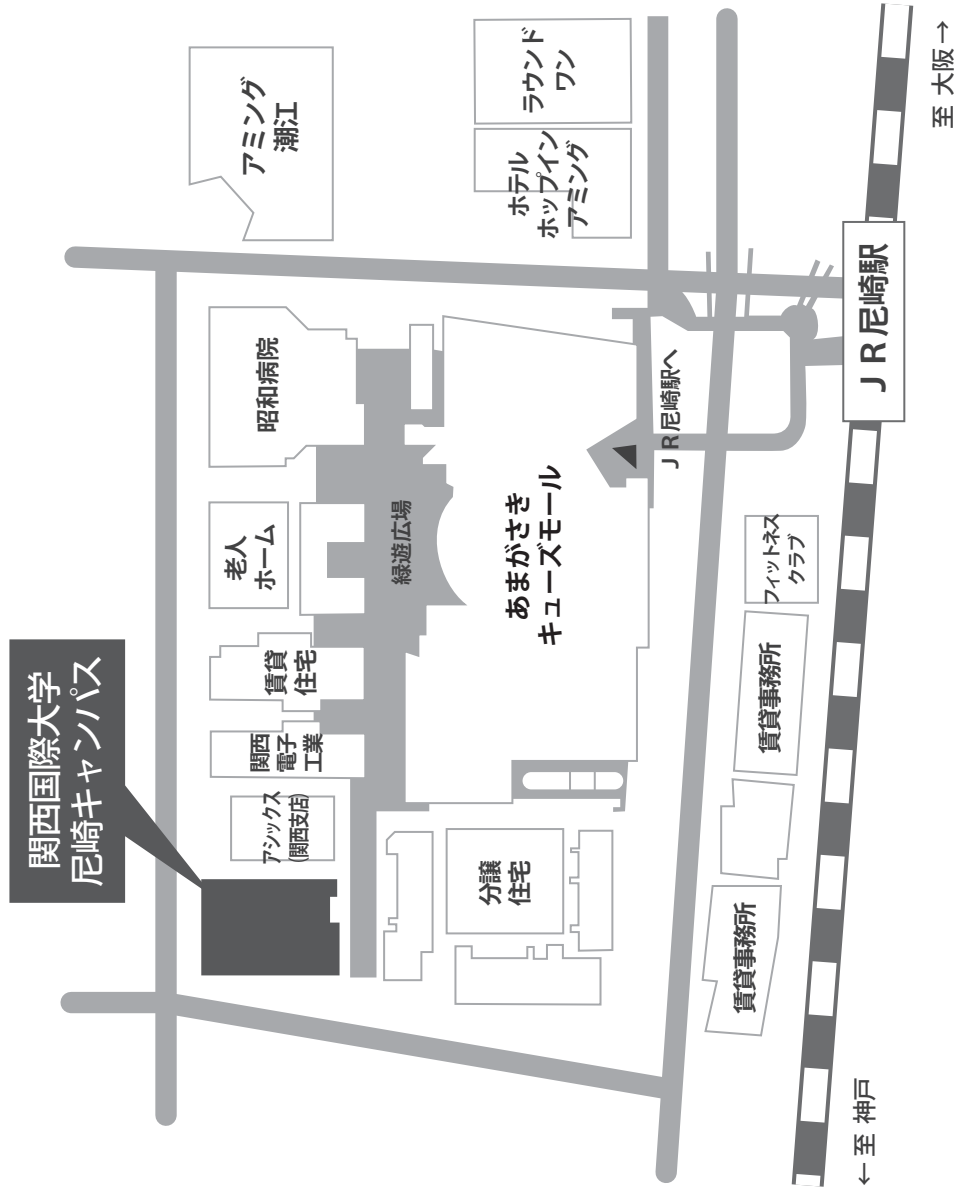 関西国際大学
尼崎キャンパス
アシックス
(関西支店)
関西
電子
工業
賃貸
住宅
老人
ホーム
昭和病院
アミング
潮江
緑遊広場
分譲
住宅
あまがさき
キューズモール
ホテル
ホップイン
アミング
ラウンド
ワン
JR尼崎駅へ
賃貸事務所
賃貸事務所
フィットネス
クラブ
JR尼崎駅
←至 神戸
至 大阪→